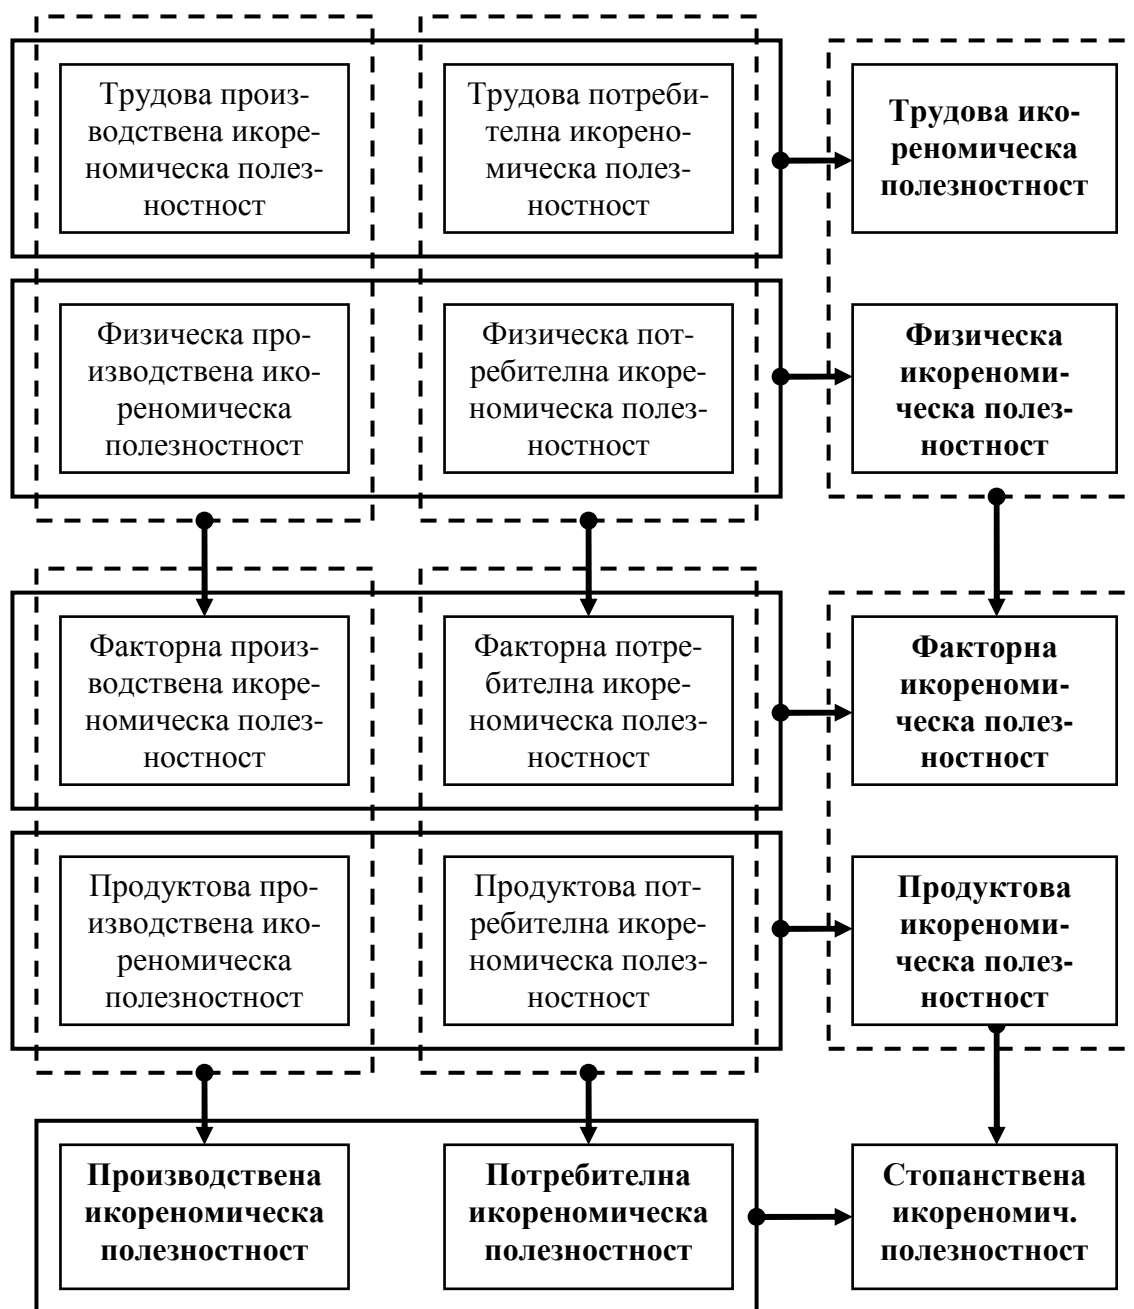 Трудова произ-
водствена икоре-
номическа полез-
ностност
Трудова потреби-
телна икорено-
мическа полез-
ностност
Трудова ико-
реномическа
полезностност
Физическа про-
изводствена ико-
реномическа
полезностност
Физическа пот-
ребителна икоре-
номическа полез-
ностност
Физическа
икореноми-
ческа полез-
ностност
Факторна произ-
водствена икоре-
номическа полез-
ностност
Факторна потре-
бителна икоре-
номическа полез-
ностност
Факторна
икореноми-
ческа полез-
ностност
Продуктова про-
изводствена ико-
реномическа
полезностност
Продуктова пот-
ребителна икоре-
номическа полез-
ностност
Продуктова
икореноми-
ческа полез-
ностност
Производствена
икореномическа
полезностност
Потребителна
икореномическа
полезностност
Стопанствена
икореномич.
полезностност